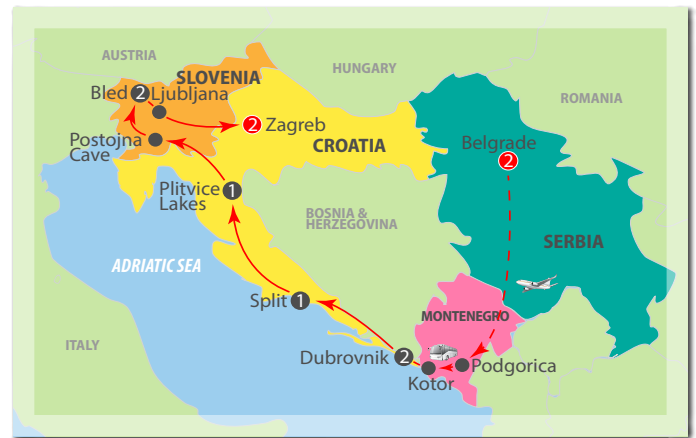 AUSTRIA
HUNGARY
ROMANIA
SLOVENIA
Bled 2 Ljubljana
2 Zagreb
CROATIA
Postojna
Cave
Belgrade
2
Plitvice
Lakes
1
BOSNIA &
HERZEGOVINA
SERBIA
ADRIATIC SEA
Split 1
MONTENEGRO
ITALY
Dubrovnik 2
Podgorica
Kotor